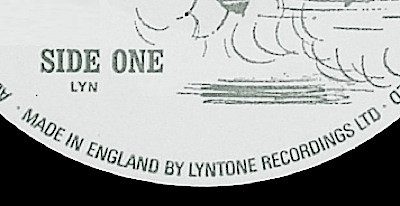 SIDE ONE
LYN
· MADE IN ENGLAND BY LYNTONE RECORDINGS LTD ·